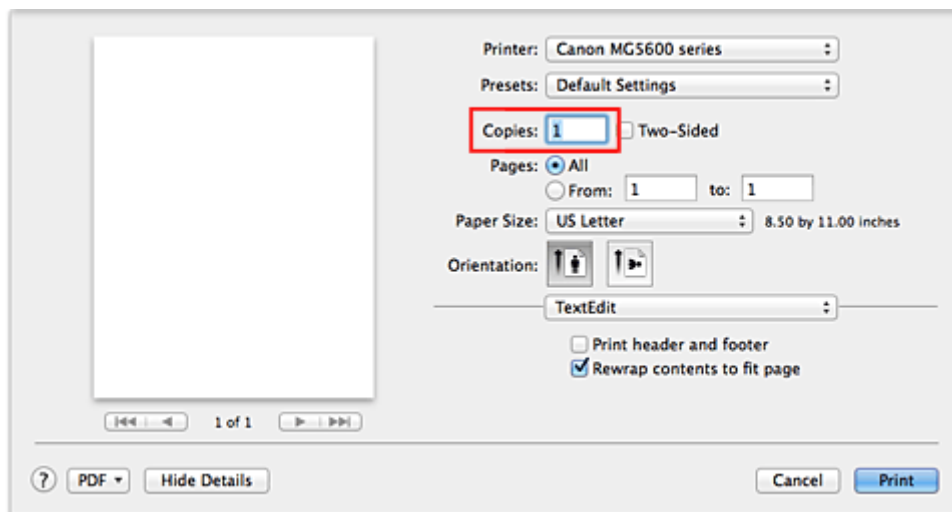 Printer: Canon MG5600 series
Presets: Default Settings
Copies: 1 Two-Sided
Pages: All
From: 1 to: 1
Paper Size: US Letter 8.50 by 11.00 inches
Orientation:
TextEdit
Print header and footer
Rewrap contents to fit page
1 of 1
? PDF Hide Details Cancel Print